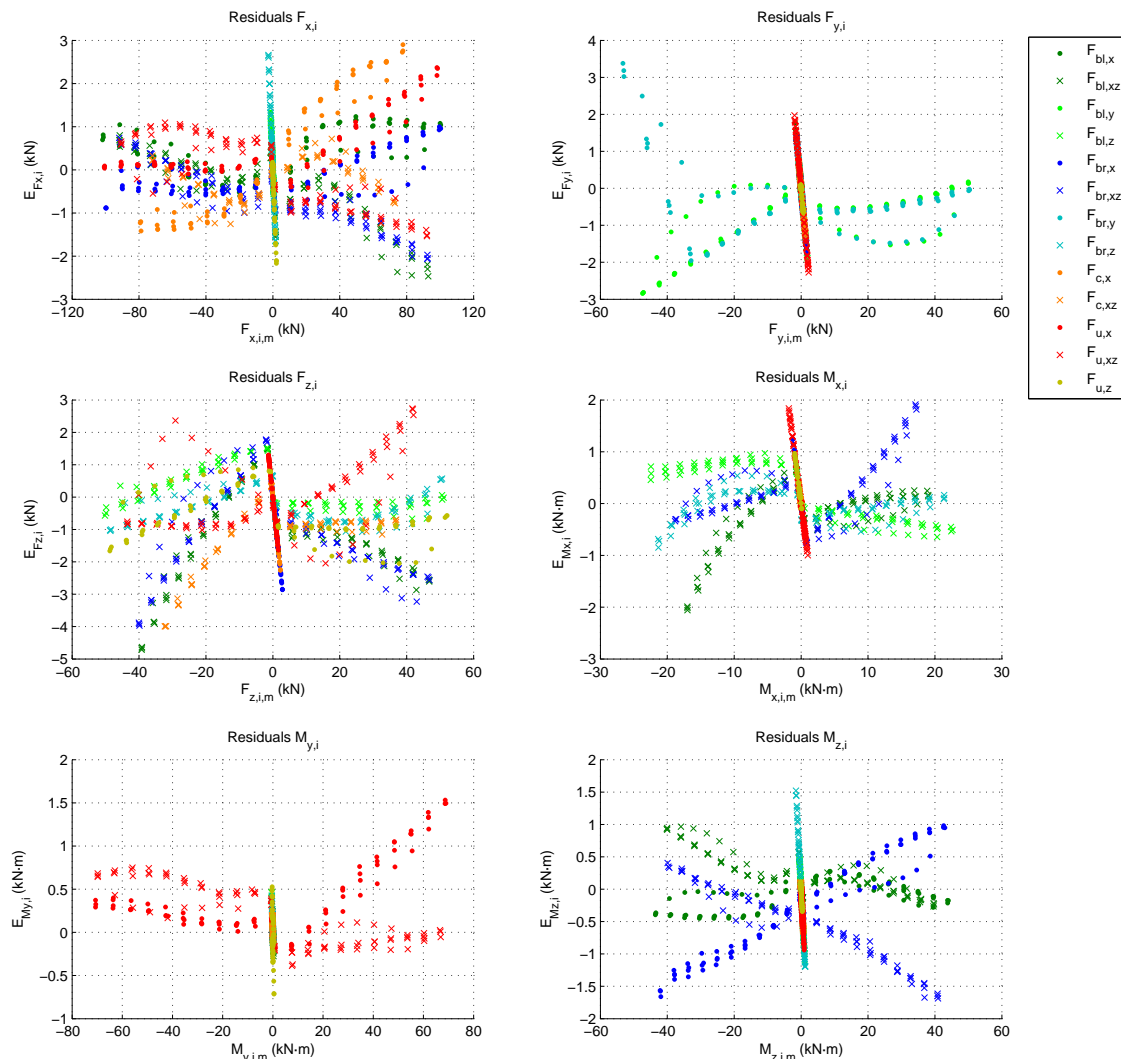 Residuals F_x,i
E_Fx,i (kN)
3
2
1
0
−1
−2
−3
−120 −80 −40 0 40 80 120
F_x,i,m (kN)
Residuals F_y,i
E_Fy,i (kN)
4
3
2
1
0
−1
−2
−3
−60 −40 −20 0 20 40 60
F_y,i,m (kN)
F_bl,x
F_bl,xz
F_bl,y
F_bl,z
F_br,x
F_br,xz
F_br,y
F_br,z
F_c,x
F_c,xz
F_u,x
F_u,xz
F_u,z
Residuals F_z,i
E_Fz,i (kN)
3
2
1
0
−1
−2
−3
−4
−5
−60 −40 −20 0 20 40 60
F_z,i,m (kN)
Residuals M_x,i
E_Mx,i (kN·m)
2
1
0
−1
−2
−3
−30 −20 −10 0 10 20 30
M_x,i,m (kN·m)
Residuals M_y,i
E_My,i (kN·m)
2
1.5
1
0.5
0
−0.5
−1
−80 −60 −40 −20 0 20 40 60 80
M_y,i,m (kN·m)
Residuals M_z,i
E_Mz,i (kN·m)
2
1.5
1
0.5
0
−0.5
−1
−1.5
−2
−60 −40 −20 0 20 40 60
M_z,i,m (kN·m)